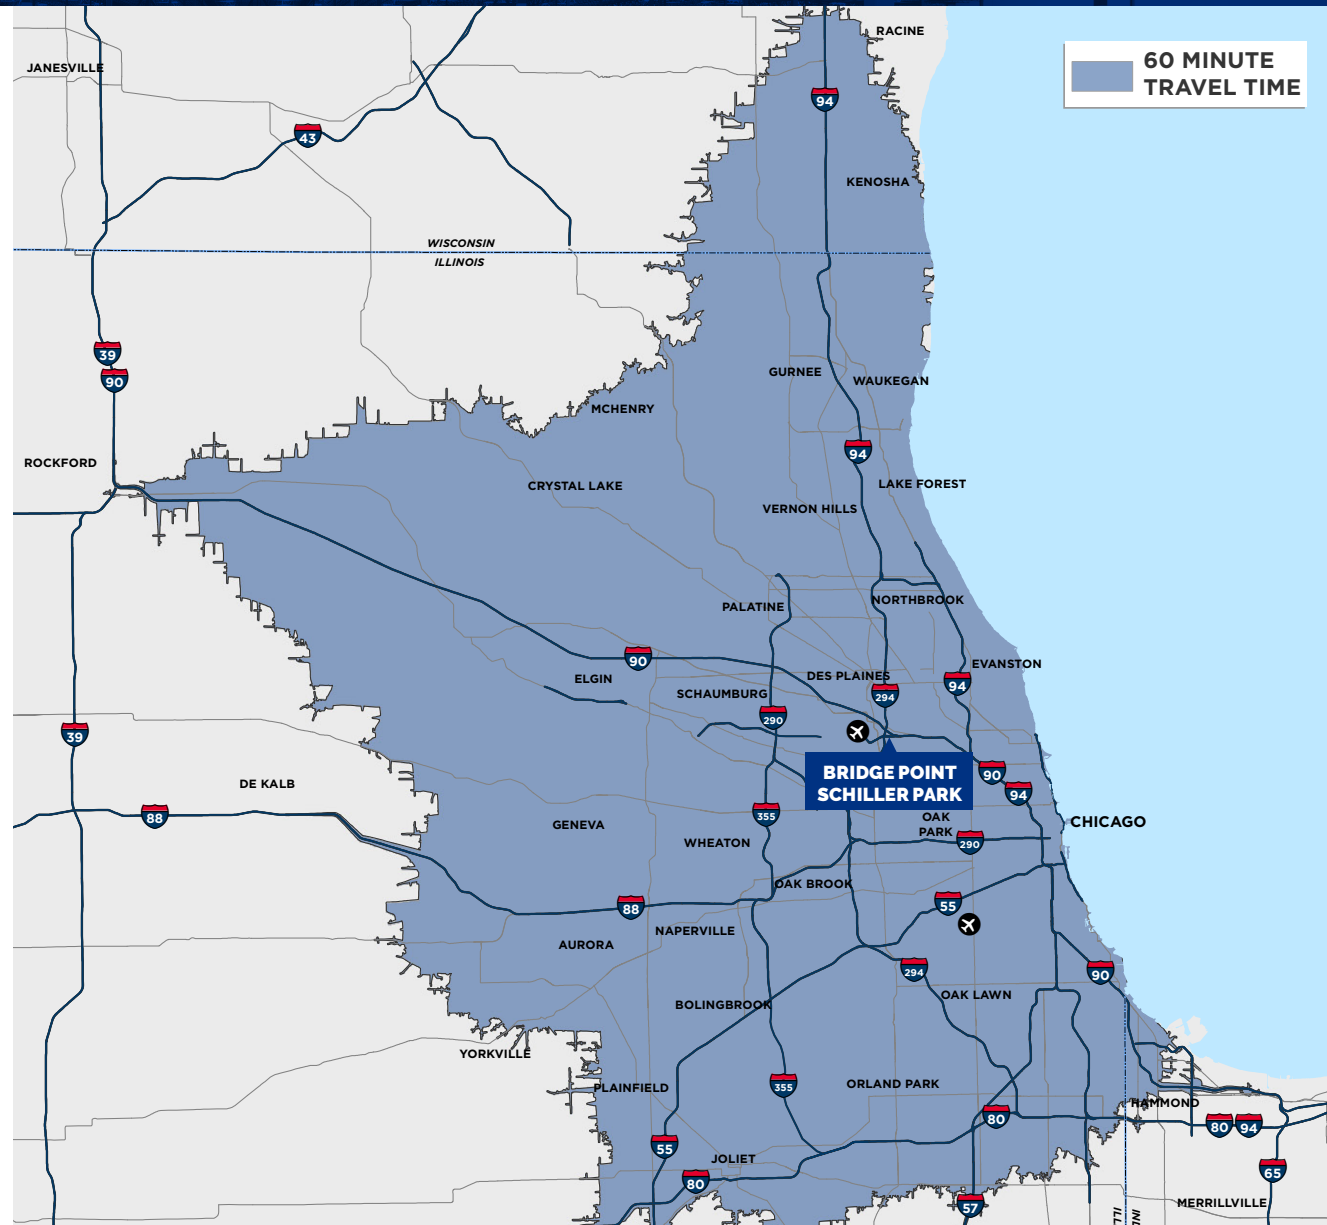 RACINE
60 MINUTE
TRAVEL TIME
JANESVILLE
94
43
KENOSHA
WISCONSIN
ILLINOIS
39
90
GURNEE
WAUKEGAN
MCHENRY
94
ROCKFORD
CRYSTAL LAKE
LAKE FOREST
VERNON HILLS
PALATINE
NORTHBROOK
90
EVANSTON
ELGIN
DES PLAINES
SCHAUMBURG
294
94
290
39
BRIDGE POINT
SCHILLER PARK
90
DE KALB
94
88
355
OAK
PARK
CHICAGO
GENEVA
WHEATON
290
OAK BROOK
88
55
NAPERVILLE
AURORA
294
90
OAK LAWN
BOLINGBROOK
YORKVILLE
PLAINFIELD
355
ORLAND PARK
HAMMOND
80
80
94
55
JOLIET
65
80
57
MERRILLVILLE
ILL
IND